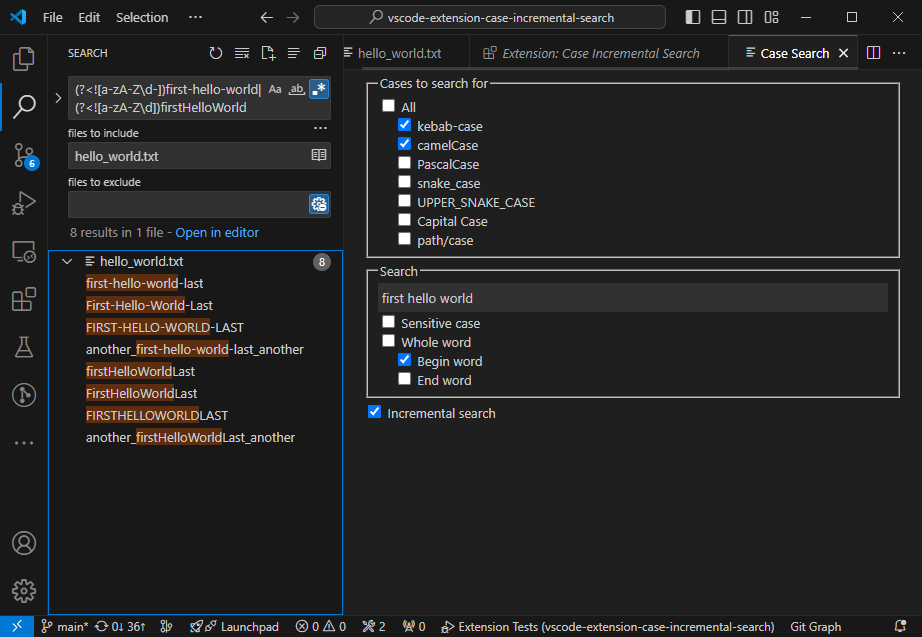 File Edit Selection ··· vscode-extension-case-incremental-search
SEARCH
(?<![a-zA-Z\d-])first-hello-world| Aa ab .*
(?<![a-zA-Z\d])firstHelloWorld
files to include
hello_world.txt
files to exclude
8 results in 1 file - Open in editor
hello_world.txt 8
first-hello-world-last
First-Hello-World-Last
FIRST-HELLO-WORLD-LAST
another_first-hello-world-last_another
firstHelloWorldLast
FirstHelloWorldLast
FIRSTHELLOWORLDLAST
another_firstHelloWorldLast_another
6
hello_world.txt Extension: Case Incremental Search Case Search
Cases to search for
All
kebab-case
camelCase
PascalCase
snake_case
UPPER_SNAKE_CASE
Capital Case
path/case
Search
first hello world
Sensitive case
Whole word
Begin word
End word
Incremental search
main* 0↓ 36↑ Launchpad 0 0 2 0 Extension Tests (vscode-extension-case-incremental-search) Git Graph